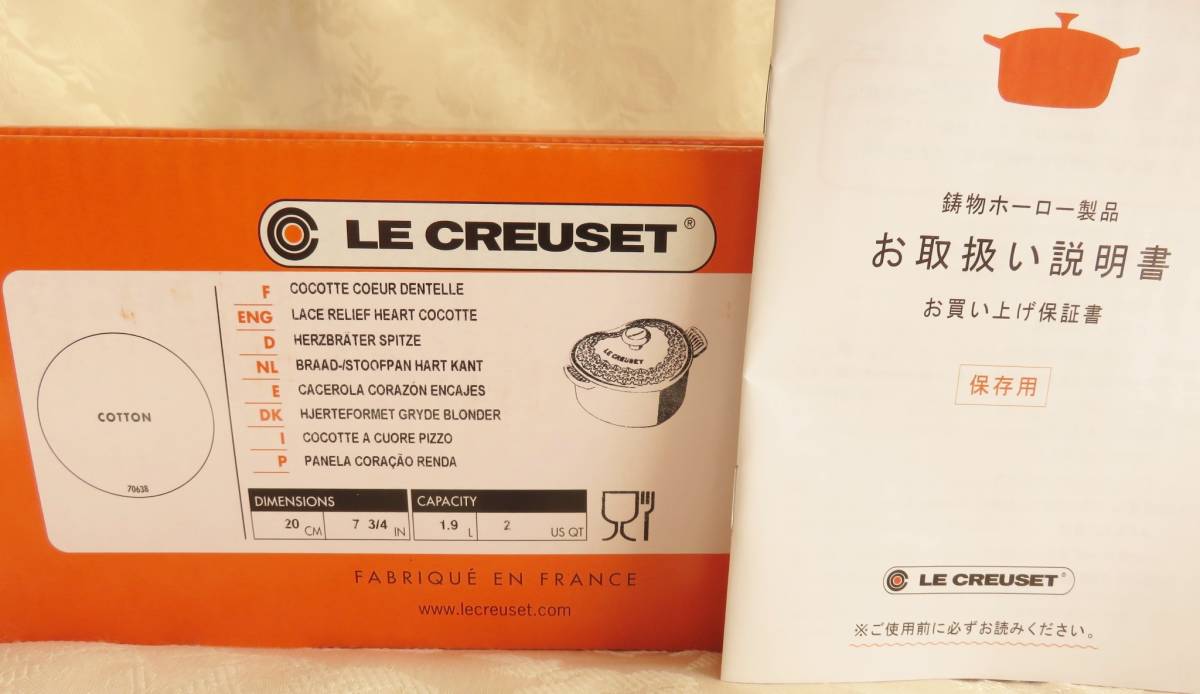 LE CREUSET®
F COCOTTE COEUR DENTELLE
ENG LACE RELIEF HEART COCOTTE
D HERZBRÄTER SPITZE
NL BRAAD-/STOOFPAN HART KANT
E CACEROLA CORAZÓN ENCAJES
DK HJERTEFORMET GRYDE BLONDER
I COCOTTE A CUORE PIZZO
P PANELA CORAÇÃO RENDA
COTTON
70638
LE CREUSET
DIMENSIONS CAPACITY
20 CM 7 3/4 IN 1.9 L 2 US QT
FABRIQUÉ EN FRANCE
www.lecreuset.com
鋳物ホーロー製品
お取扱い説明書
お買い上げ保証書
保存用
LE CREUSET®
※ご使用前に必ずお読みください。